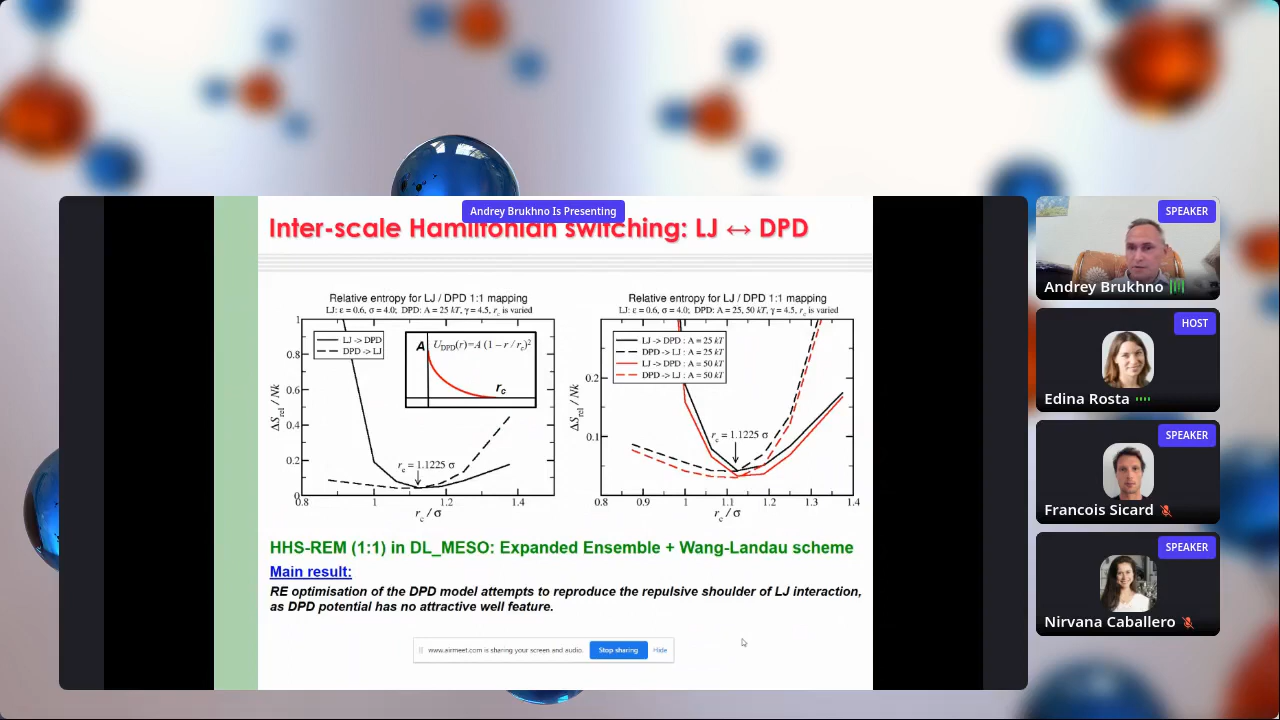 Andrey Brukhno Is Presenting
Inter-scale Hamiltonian switching: LJ ↔ DPD
Relative entropy for LJ / DPD 1:1 mapping
LJ: ε = 0.6, σ = 4.0; DPD: A = 25 kT, γ = 4.5, r_c is varied
1
0.8
0.6
0.4
0.2
0
LJ -> DPD
DPD -> LJ
A
U_DPD(r)=A (1 − r / r_c)²
r_c
r_c = 1.1225 σ
ΔS_rel / Nk
0.8 1 1.2 1.4
r_c / σ
Relative entropy for LJ / DPD 1:1 mapping
LJ: ε = 0.6, σ = 4.0; DPD: A = 25, 50 kT, γ = 4.5, r_c is varied
LJ -> DPD : A = 25 kT
DPD -> LJ : A = 25 kT
LJ -> DPD : A = 50 kT
DPD -> LJ : A = 50 kT
0.2
0.1
r_c = 1.1225 σ
ΔS_rel / Nk
0.8 0.9 1 1.1 1.2 1.3 1.4
r_c / σ
HHS-REM (1:1) in DL_MESO: Expanded Ensemble + Wang-Landau scheme
Main result:
RE optimisation of the DPD model attempts to reproduce the repulsive shoulder of LJ interaction,
as DPD potential has no attractive well feature.
www.airmeet.com is sharing your screen and audio.
Stop sharing
Hide
SPEAKER
Andrey Brukhno
HOST
Edina Rosta
SPEAKER
Francois Sicard
SPEAKER
Nirvana Caballero